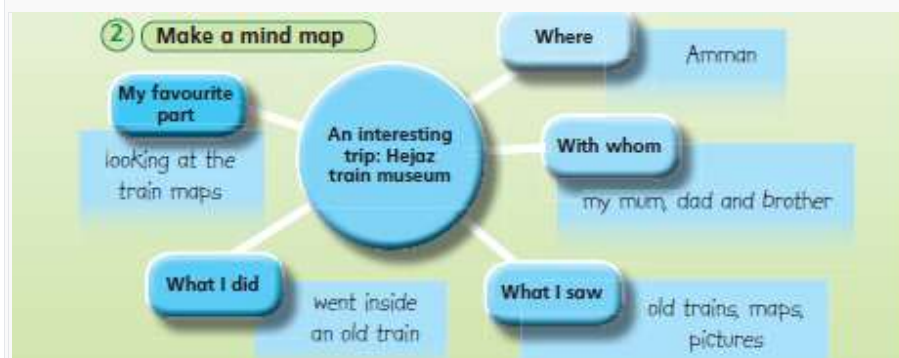 2 Make a mind map
Where
Amman
My favourite
part
looking at the
train maps
An interesting
trip: Hejaz
train museum
With whom
my mum, dad and brother
What I did
went inside
an old train
What I saw
old trains, maps,
pictures